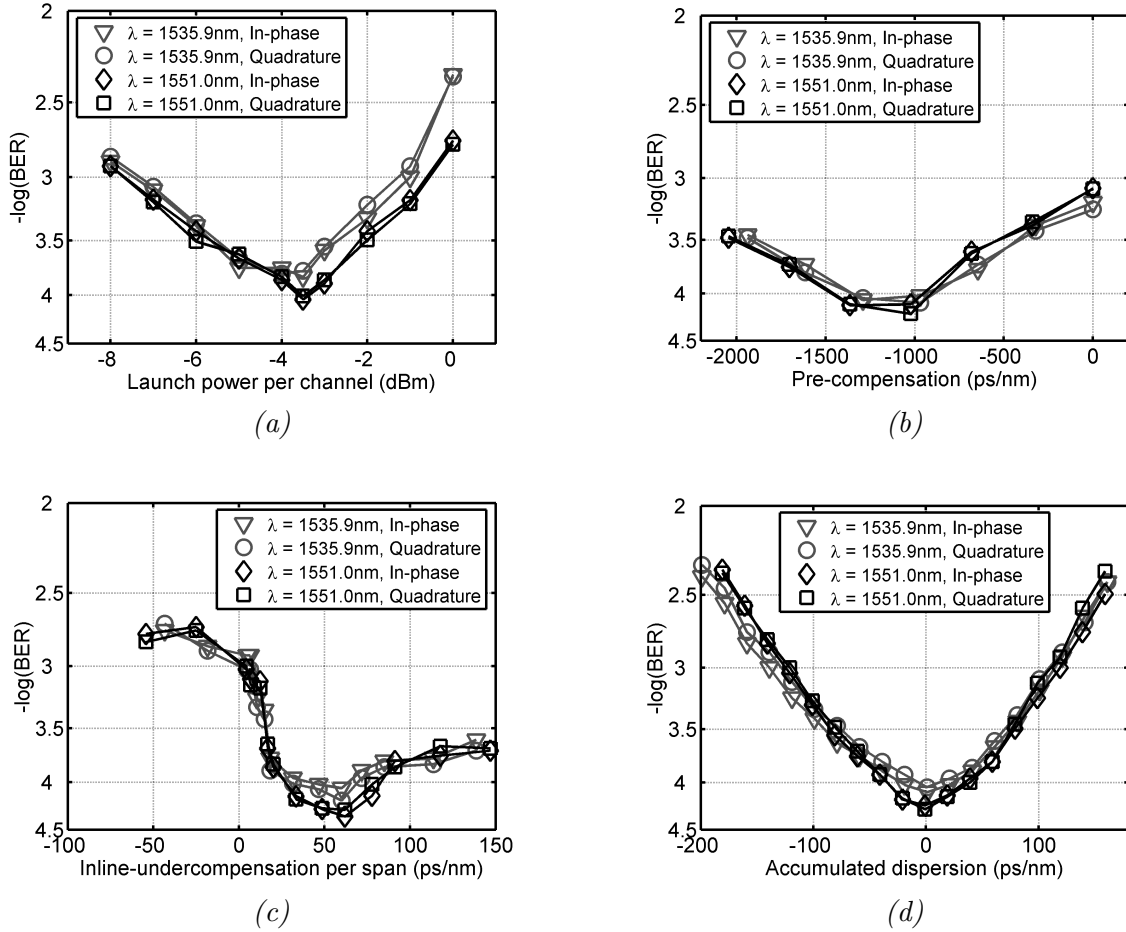 2
2.5
3
3.5
4
4.5
-log(BER)
λ = 1535.9nm, In-phase
λ = 1535.9nm, Quadrature
λ = 1551.0nm, In-phase
λ = 1551.0nm, Quadrature
-8 -6 -4 -2 0
Launch power per channel (dBm)
(a)
2
2.5
3
3.5
4
4.5
-log(BER)
λ = 1535.9nm, In-phase
λ = 1535.9nm, Quadrature
λ = 1551.0nm, In-phase
λ = 1551.0nm, Quadrature
-2000 -1500 -1000 -500 0
Pre-compensation (ps/nm)
(b)
2
2.5
3
3.5
4
4.5
-log(BER)
λ = 1535.9nm, In-phase
λ = 1535.9nm, Quadrature
λ = 1551.0nm, In-phase
λ = 1551.0nm, Quadrature
-100 -50 0 50 100 150
Inline-undercompensation per span (ps/nm)
(c)
2
2.5
3
3.5
4
4.5
-log(BER)
λ = 1535.9nm, In-phase
λ = 1535.9nm, Quadrature
λ = 1551.0nm, In-phase
λ = 1551.0nm, Quadrature
-200 -100 0 100
Accumulated dispersion (ps/nm)
(d)